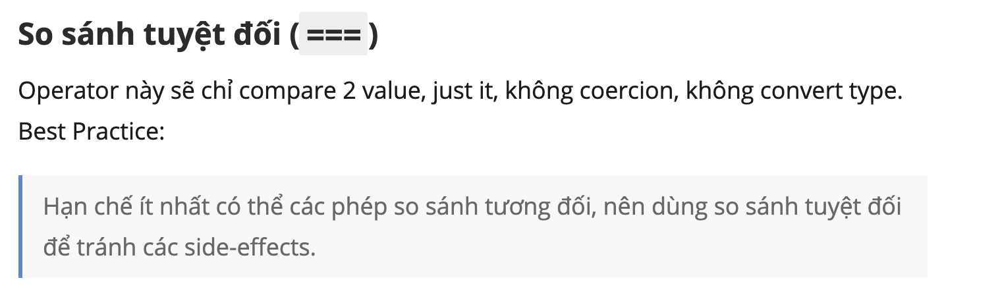 So sánh tuyệt đối (===)
Operator này sẽ chỉ compare 2 value, just it, không coercion, không convert type.
Best Practice:
Hạn chế ít nhất có thể các phép so sánh tương đối, nên dùng so sánh tuyệt đối
để tránh các side-effects.